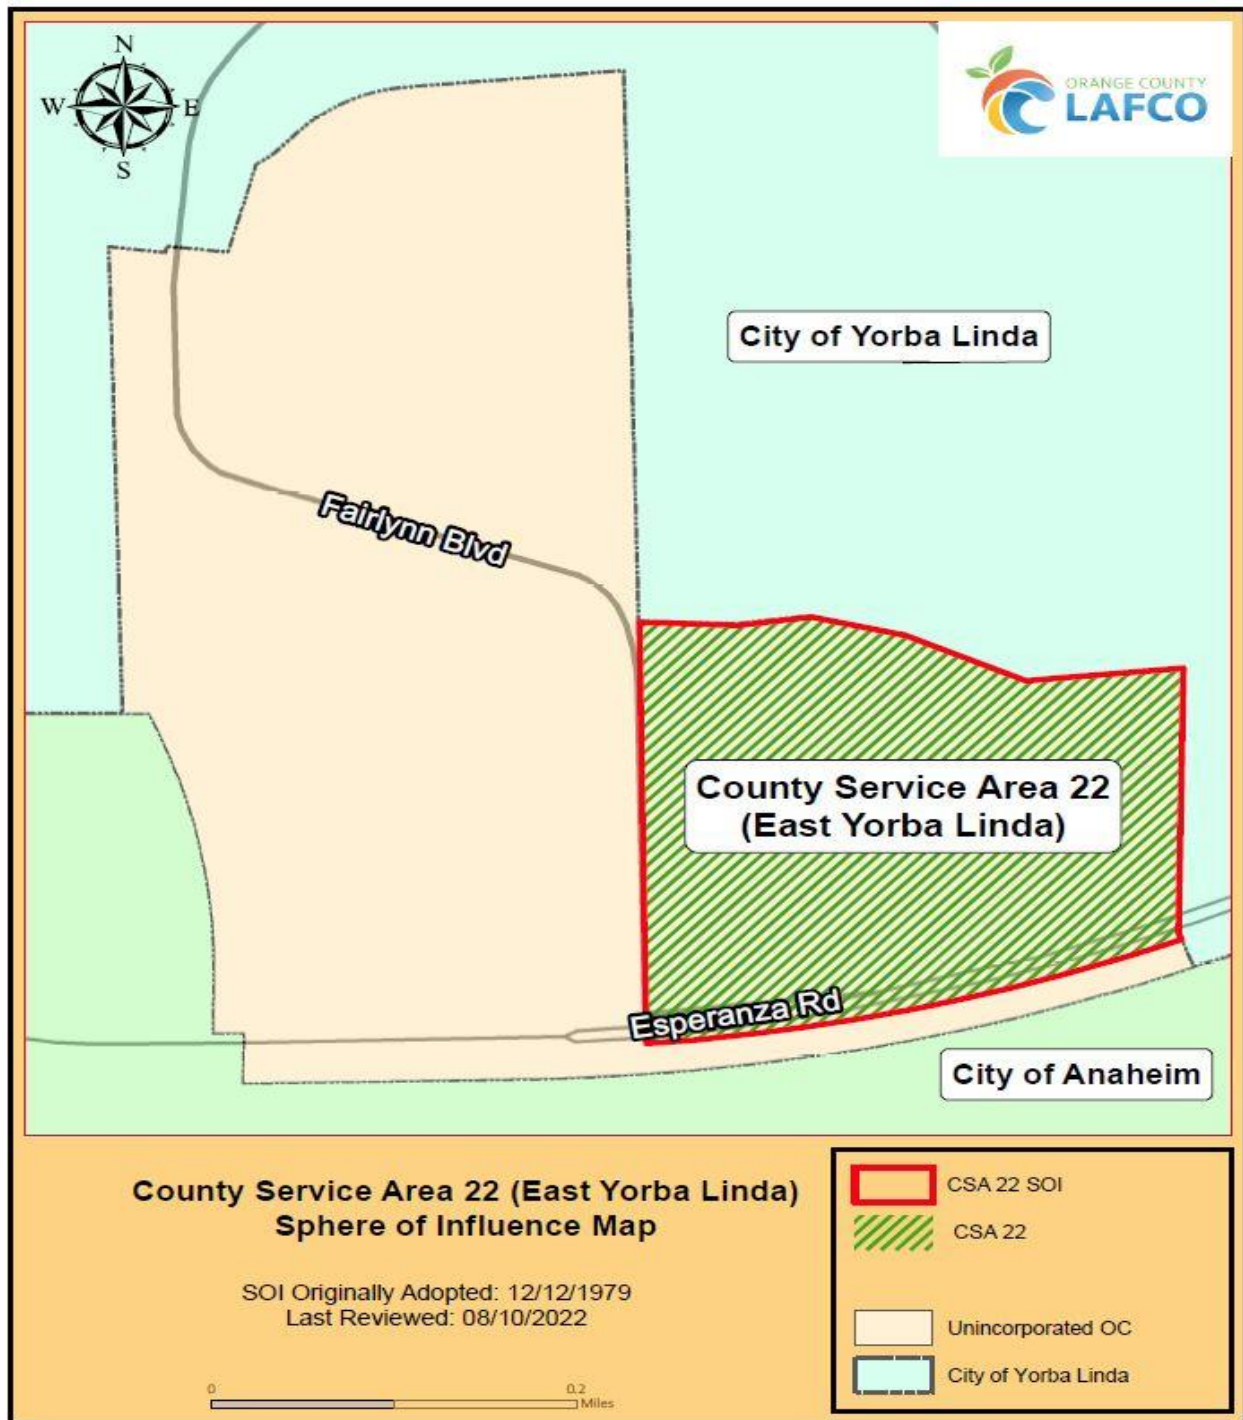 N
W E
S
ORANGE COUNTY
LAFCO
City of Yorba Linda
Fairlynn Blvd
County Service Area 22
(East Yorba Linda)
Esperanza Rd
City of Anaheim
County Service Area 22 (East Yorba Linda)
Sphere of Influence Map
SOI Originally Adopted: 12/12/1979
Last Reviewed: 08/10/2022
0 0.2
Miles
CSA 22 SOI
CSA 22
Unincorporated OC
City of Yorba Linda